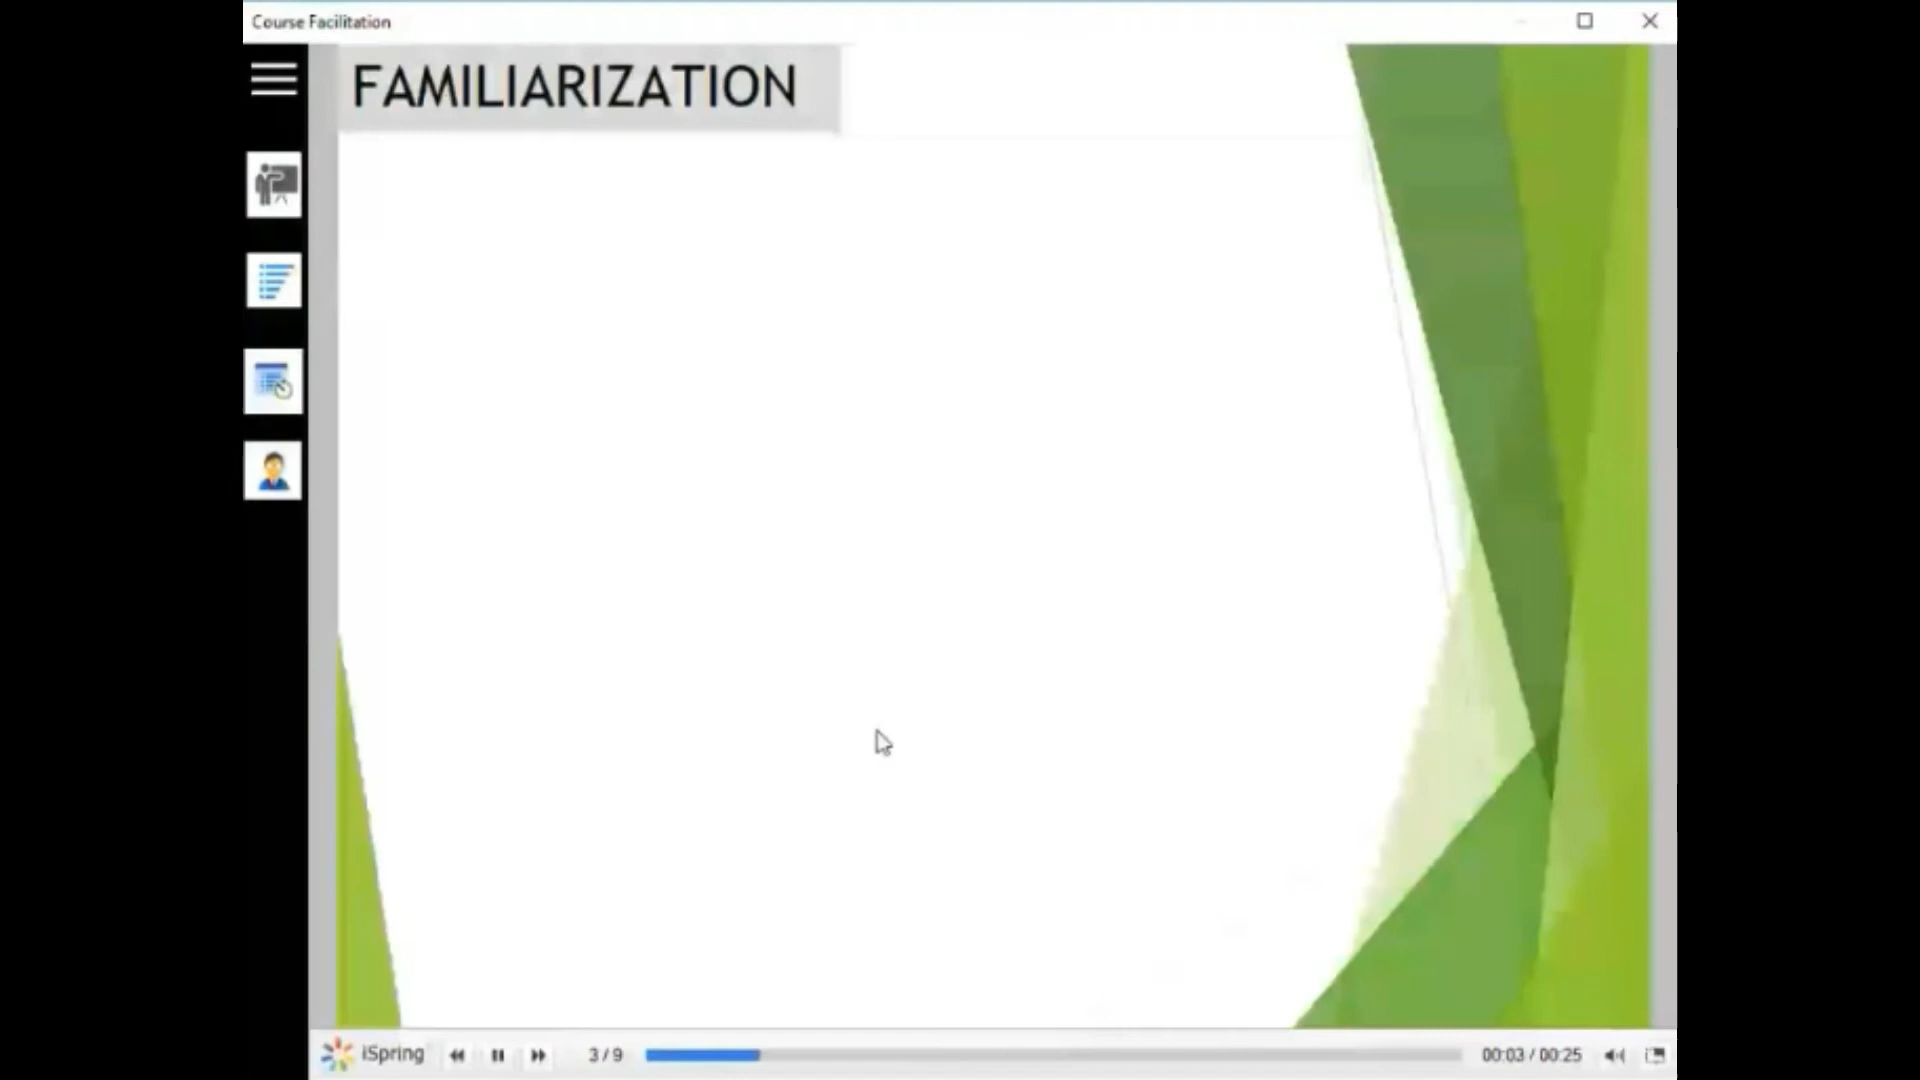 Course Facilitation
FAMILIARIZATION
iSpring
3 / 9
00:03 / 00:25